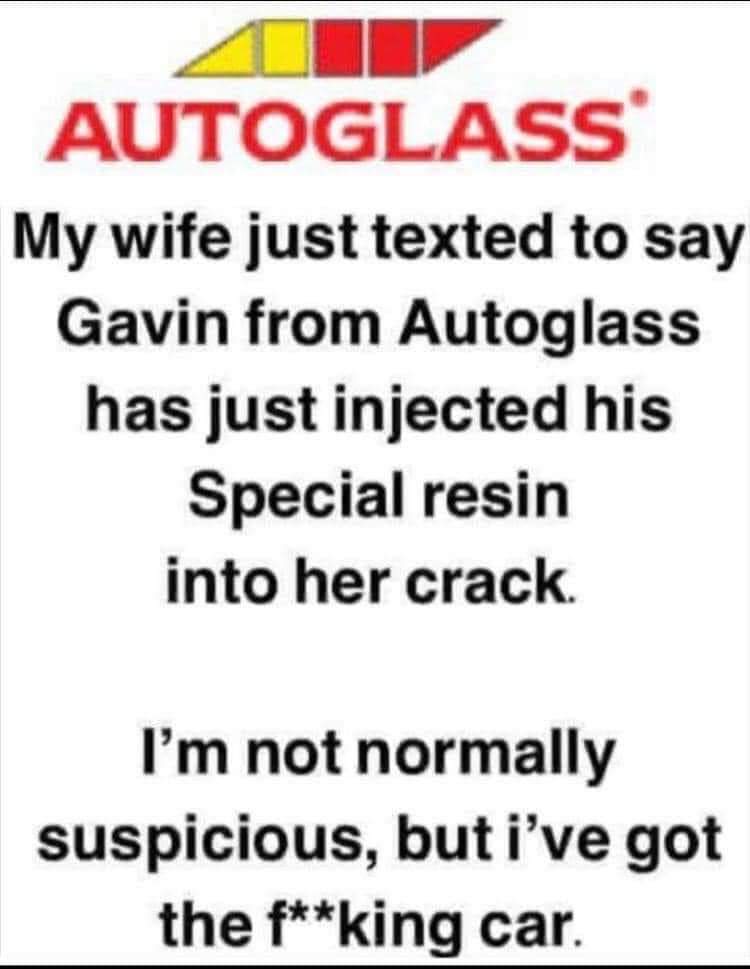 AUTOGLASS®
My wife just texted to say
Gavin from Autoglass
has just injected his
Special resin
into her crack.
I'm not normally
suspicious, but i've got
the f**king car.